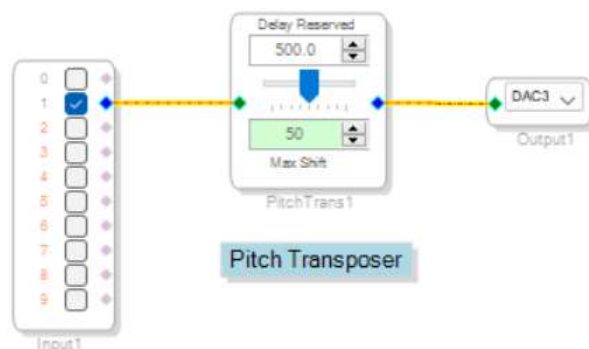 Delay Reserved
500.0
50
Max Shift
PitchTrans1
0
1
2
3
4
5
6
7
8
9
Input1
DAC3
Output1
Pitch Transposer